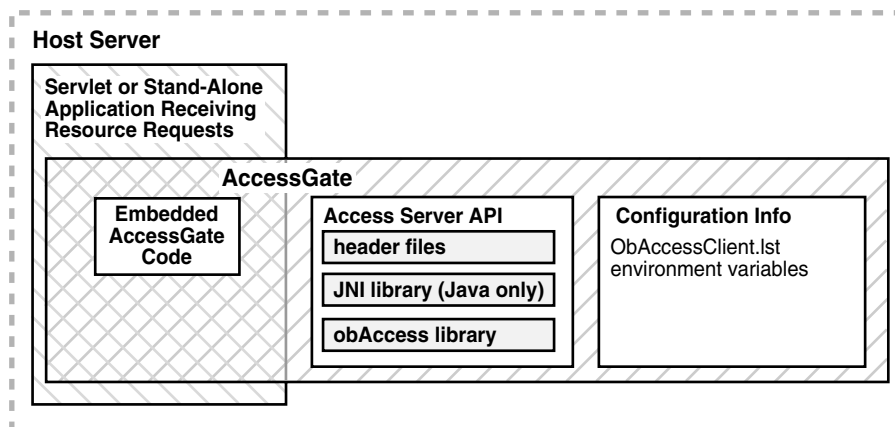 Host Server
Servlet or Stand-Alone
Application Receiving
Resource Requests
AccessGate
Embedded
AccessGate
Code
Access Server API
header files
JNI library (Java only)
obAccess library
Configuration Info
ObAccessClient.lst
environment variables